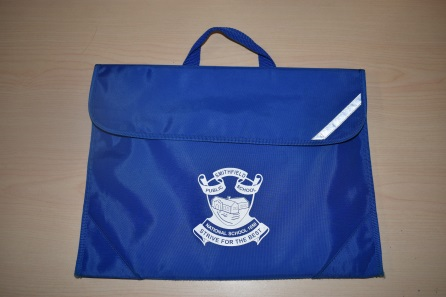 SMITHFIELD
PUBLIC SCHOOL
NATIONAL SCHOOL 1850
STRIVE FOR THE BEST